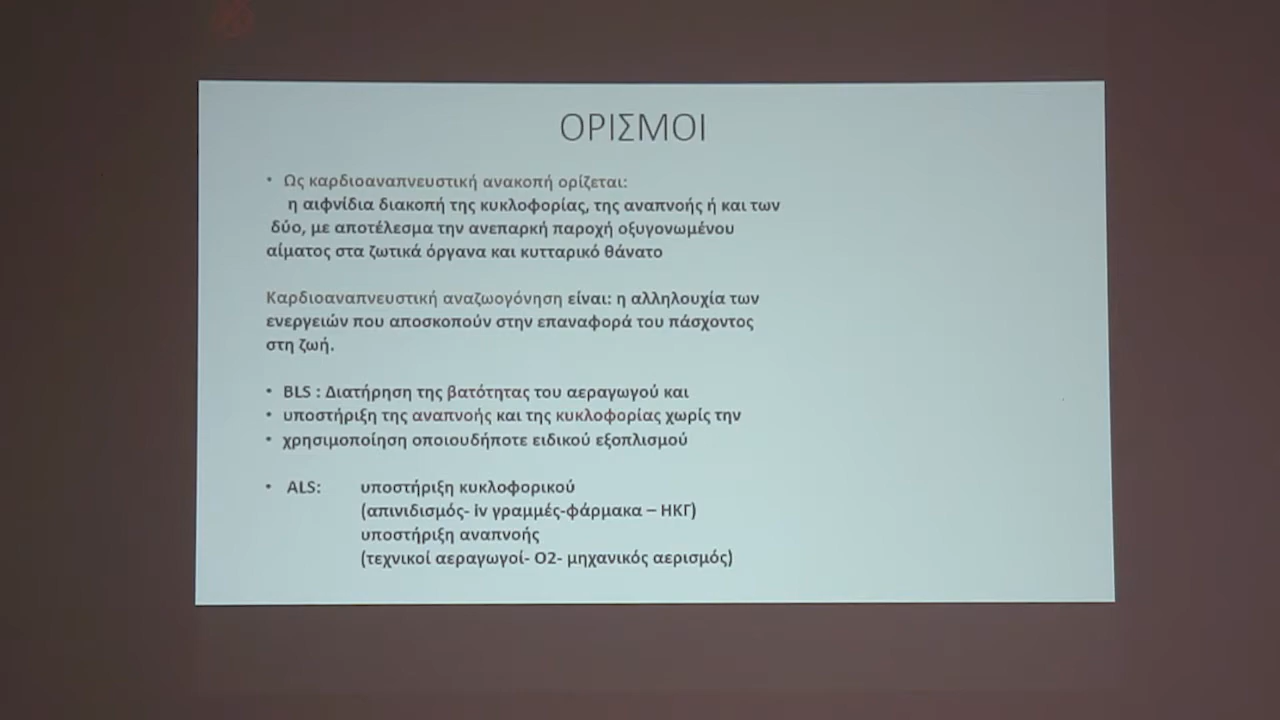 ΟΡΙΣΜΟΙ
• Ως καρδιοαναπνευστική ανακοπή ορίζεται:
η αιφνίδια διακοπή της κυκλοφορίας, της αναπνοής ή και των
δύο, με αποτέλεσμα την ανεπαρκή παροχή οξυγονωμένου
αίματος στα ζωτικά όργανα και κυτταρικό θάνατο
Καρδιοαναπνευστική αναζωογόνηση είναι: η αλληλουχία των
ενεργειών που αποσκοπούν στην επαναφορά του πάσχοντος
στη ζωή.
• BLS : Διατήρηση της βατότητας του αεραγωγού και
• υποστήριξη της αναπνοής και της κυκλοφορίας χωρίς την
• χρησιμοποίηση οποιουδήποτε ειδικού εξοπλισμού
• ALS: υποστήριξη κυκλοφορικού
(απινιδισμός- iv γραμμές-φάρμακα – ΗΚΓ)
υποστήριξη αναπνοής
(τεχνικοί αεραγωγοί- Ο2- μηχανικός αερισμός)